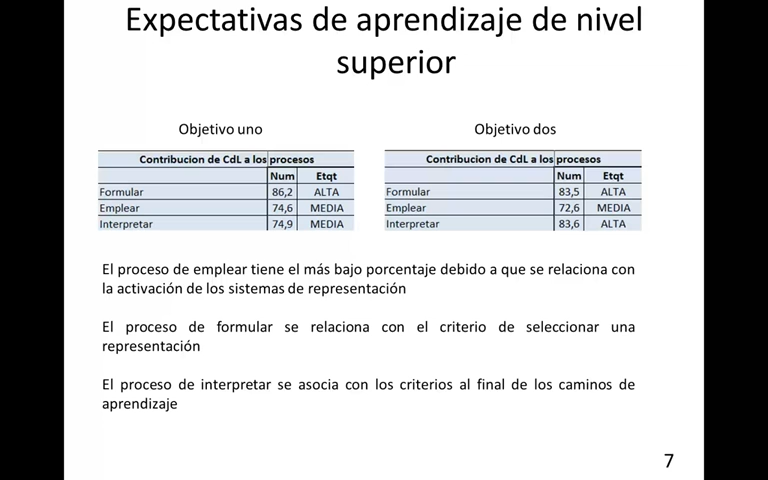 Expectativas de aprendizaje de nivel
superior
Objetivo uno
Contribucion de CdL a los procesos
Num Etqt
Formular 86,2 ALTA
Emplear 74,6 MEDIA
Interpretar 74,9 MEDIA
Objetivo dos
Contribucion de CdL a los procesos
Num Etqt
Formular 83,5 ALTA
Emplear 72,6 MEDIA
Interpretar 83,6 ALTA
El proceso de emplear tiene el más bajo porcentaje debido a que se relaciona con
la activación de los sistemas de representación
El proceso de formular se relaciona con el criterio de seleccionar una
representación
El proceso de interpretar se asocia con los criterios al final de los caminos de
aprendizaje
7